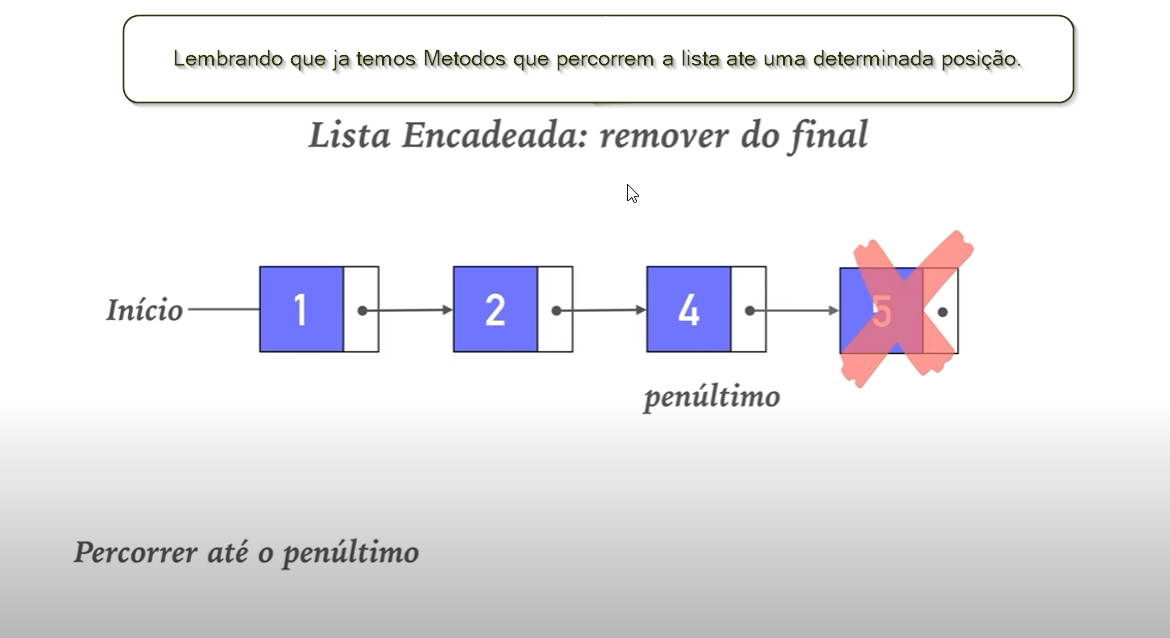 Lembrando que ja temos Metodos que percorrem a lista ate uma determinada posição.
Lista Encadeada: remover do final
Início
1
2
4
5
penúltimo
Percorrer até o penúltimo